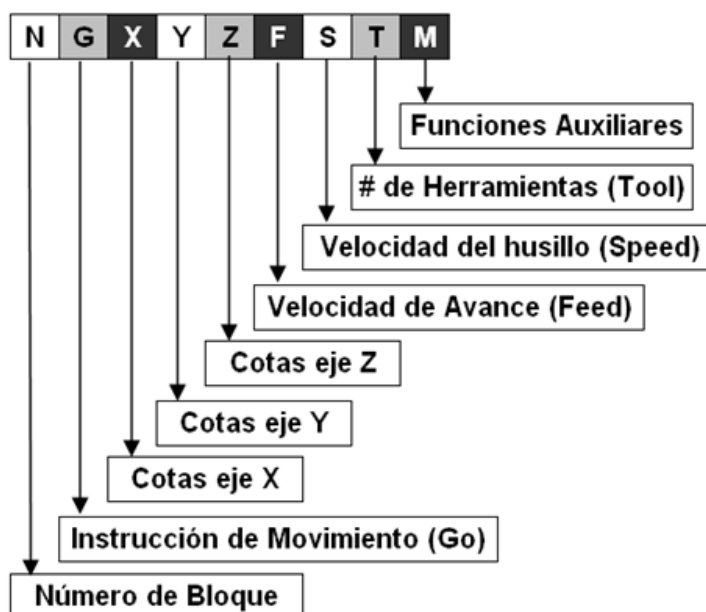 N G X Y Z F S T M
Funciones Auxiliares
# de Herramientas (Tool)
Velocidad del husillo (Speed)
Velocidad de Avance (Feed)
Cotas eje Z
Cotas eje Y
Cotas eje X
Instrucción de Movimiento (Go)
Número de Bloque